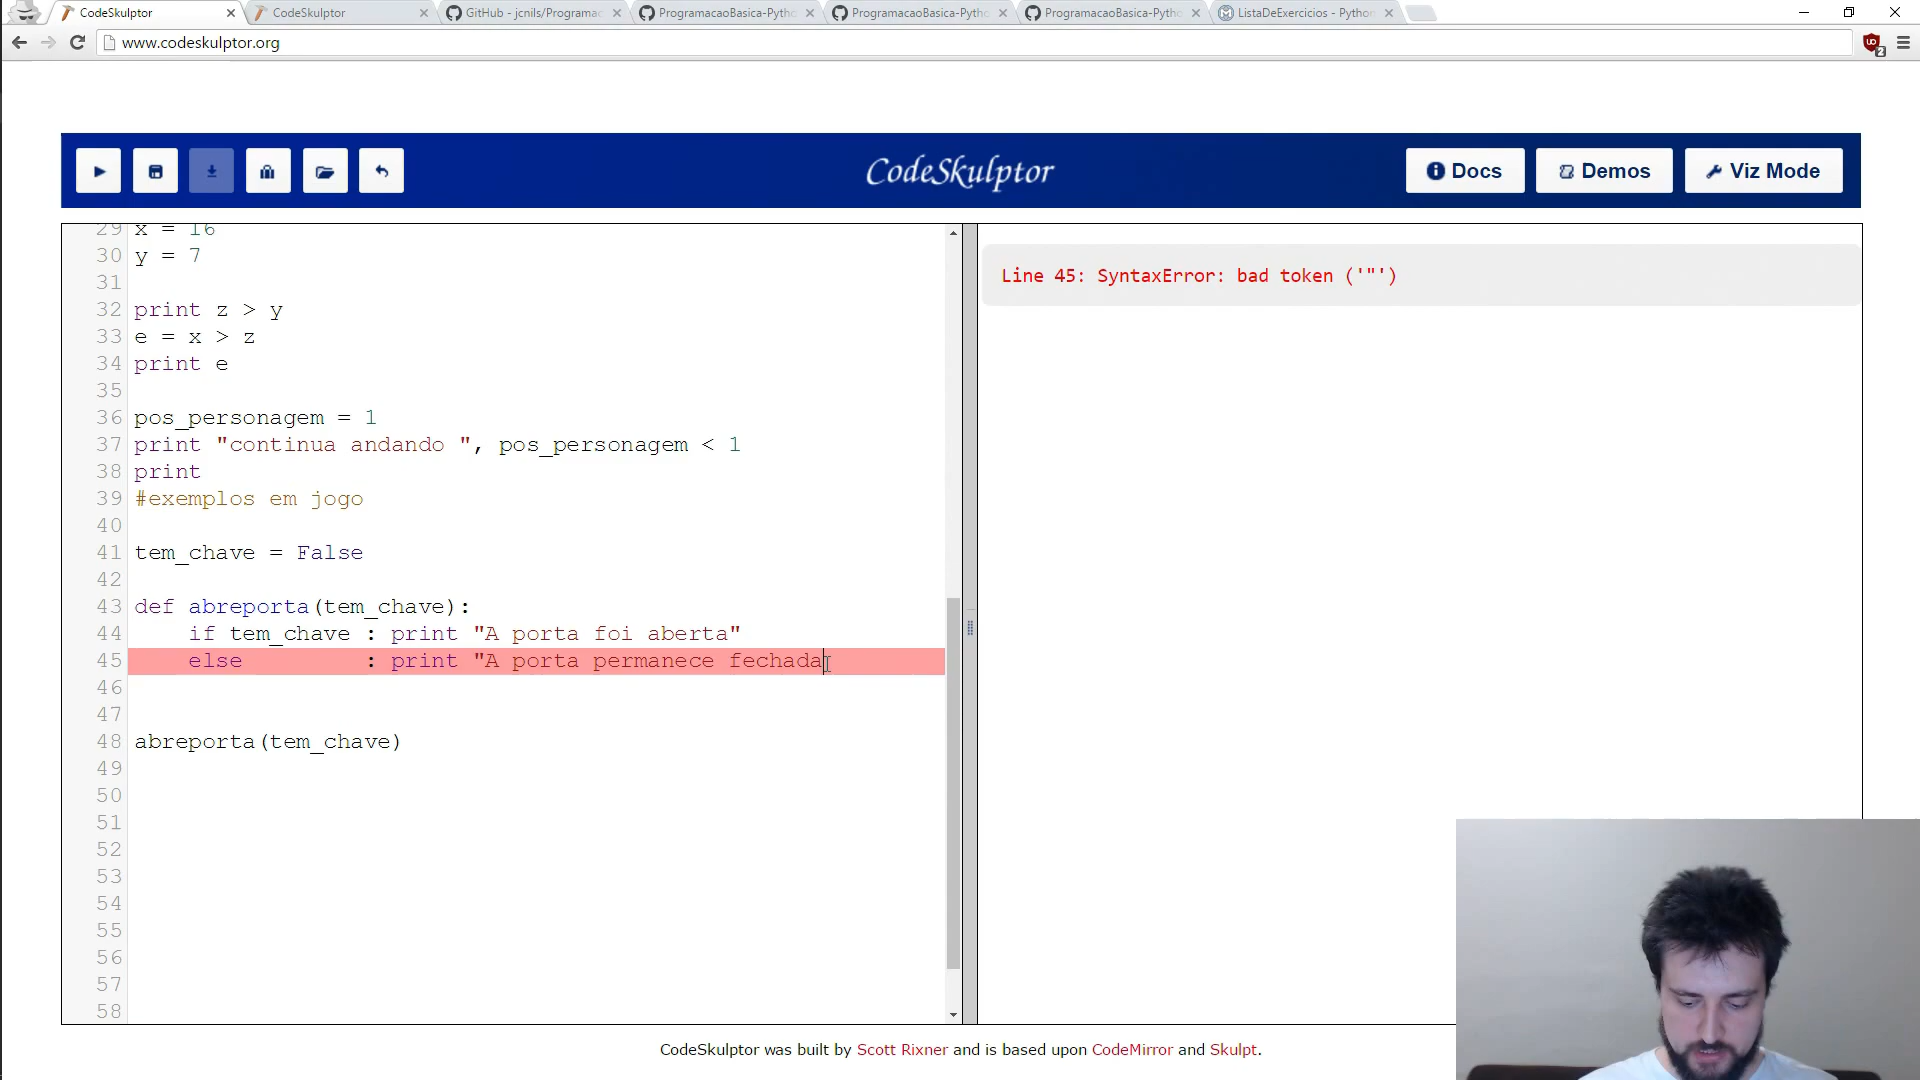 CodeSkulptor
CodeSkulptor
GitHub - jcnils/Programac
ProgramacaoBasica-Pytho
ProgramacaoBasica-Pytho
ProgramacaoBasica-Pytho
ListaDeExercicios - Python
www.codeskulptor.org
2
CodeSkulptor
Docs
Demos
Viz Mode
29 x = 16
30 y = 7
31
32 print z > y
33 e = x > z
34 print e
35
36 pos_personagem = 1
37 print "continua andando ", pos_personagem < 1
38 print
39 #exemplos em jogo
40
41 tem_chave = False
42
43 def abreporta(tem_chave):
44 if tem_chave : print "A porta foi aberta"
45 else : print "A porta permanece fechada
46
47
48 abreporta(tem_chave)
49
50
51
52
53
54
55
56
57
58
Line 45: SyntaxError: bad token ('"')
CodeSkulptor was built by Scott Rixner and is based upon CodeMirror and Skulpt.